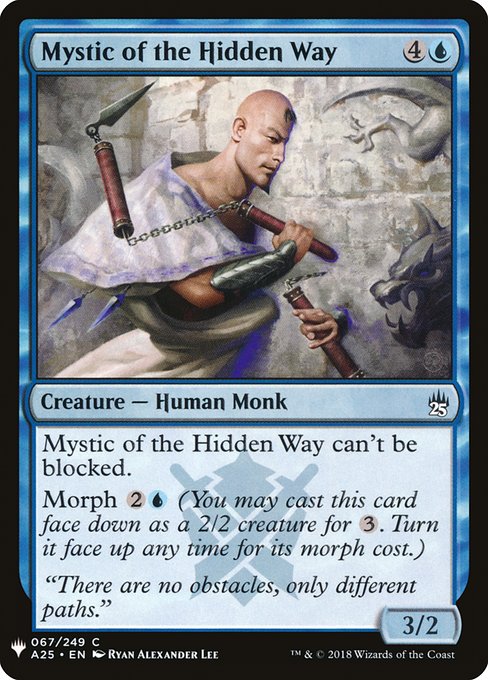 Mystic of the Hidden Way 4
25
Creature — Human Monk
Mystic of the Hidden Way can't be
blocked.
Morph 2 (You may cast this card
face down as a 2/2 creature for 3. Turn
it face up any time for its morph cost.)
"There are no obstacles, only different
paths."
3/2
067/249 C
A25 • EN Ryan Alexander Lee
™ & © 2018 Wizards of the Coast